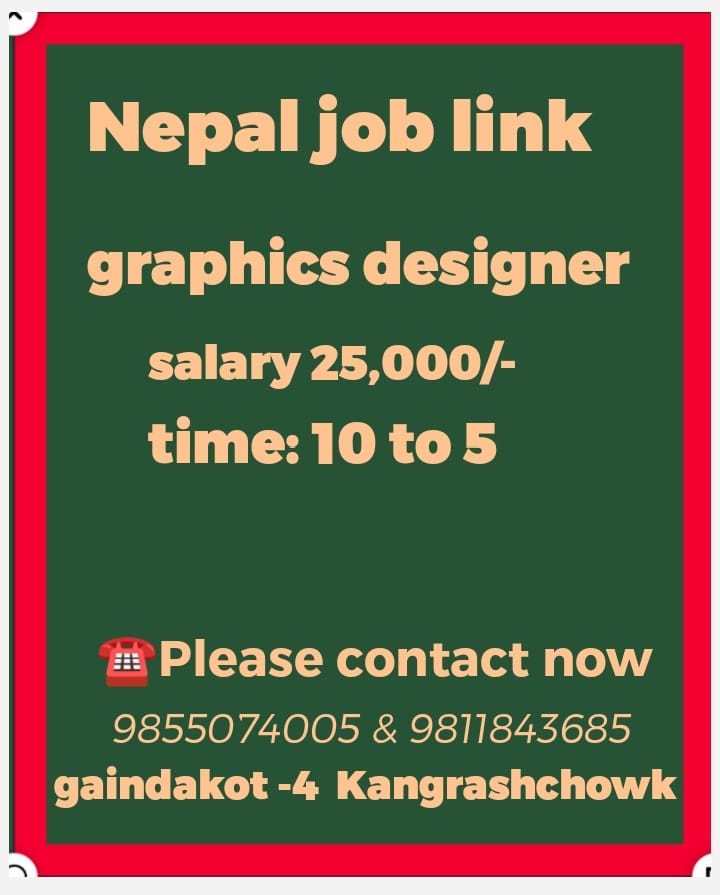 Nepal job link
graphics designer
salary 25,000/-
time: 10 to 5
☎️Please contact now
9855074005 & 9811843685
gaindakot -4 Kangrashchowk